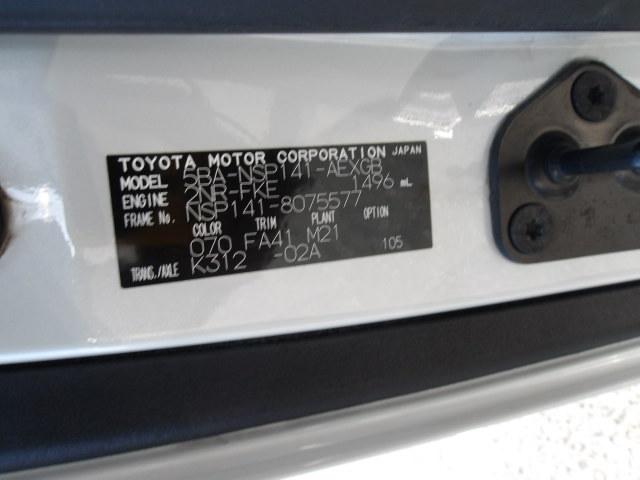 TOYOTA MOTOR CORPORATION JAPAN
MODEL 5BA-NSP141-AEXGB
ENGINE 2NR-FKE 1496 mL
FRAME No. NSP141-8075577
COLOR TRIM PLANT OPTION
070 FA41 M21 105
TRANS./AXLE K312 -02A